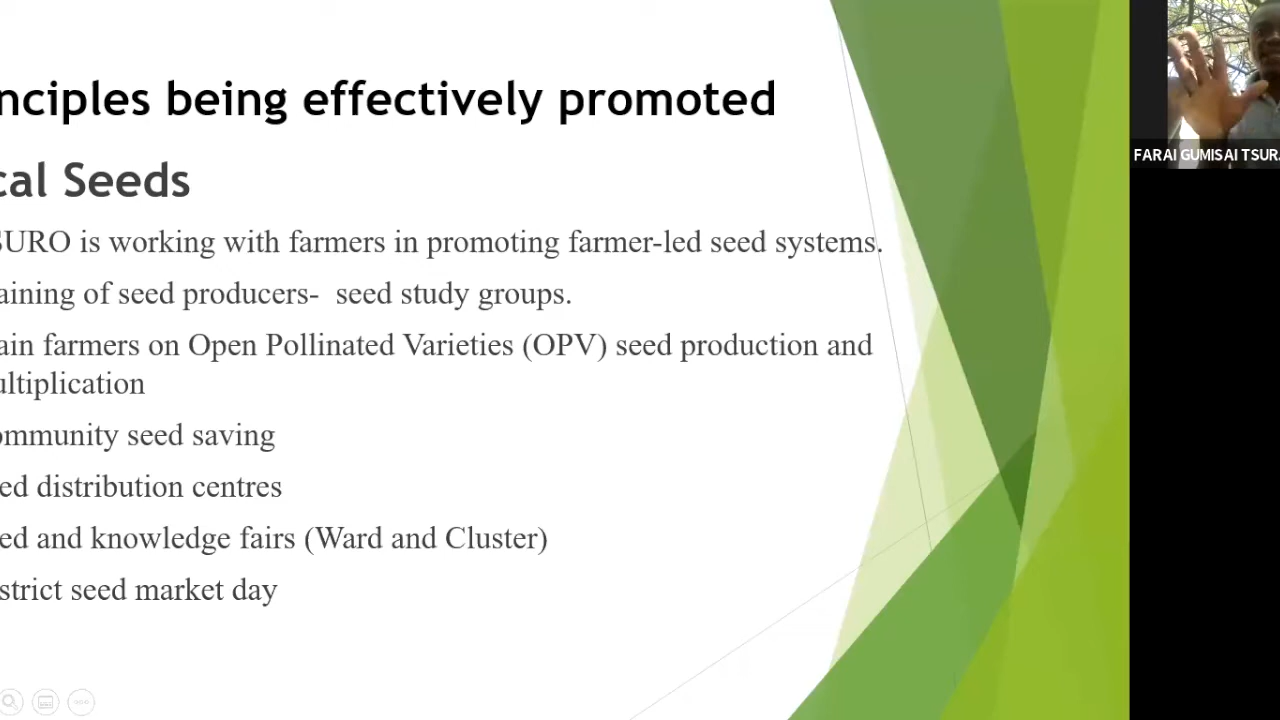 nciples being effectively promoted
cal Seeds
SURO is working with farmers in promoting farmer-led seed systems.
aining of seed producers-  seed study groups.
ain farmers on Open Pollinated Varieties (OPV) seed production and
ultiplication
ommunity seed saving
ed distribution centres
ed and knowledge fairs (Ward and Cluster)
strict seed market day
FARAI GUMISAI TSUR